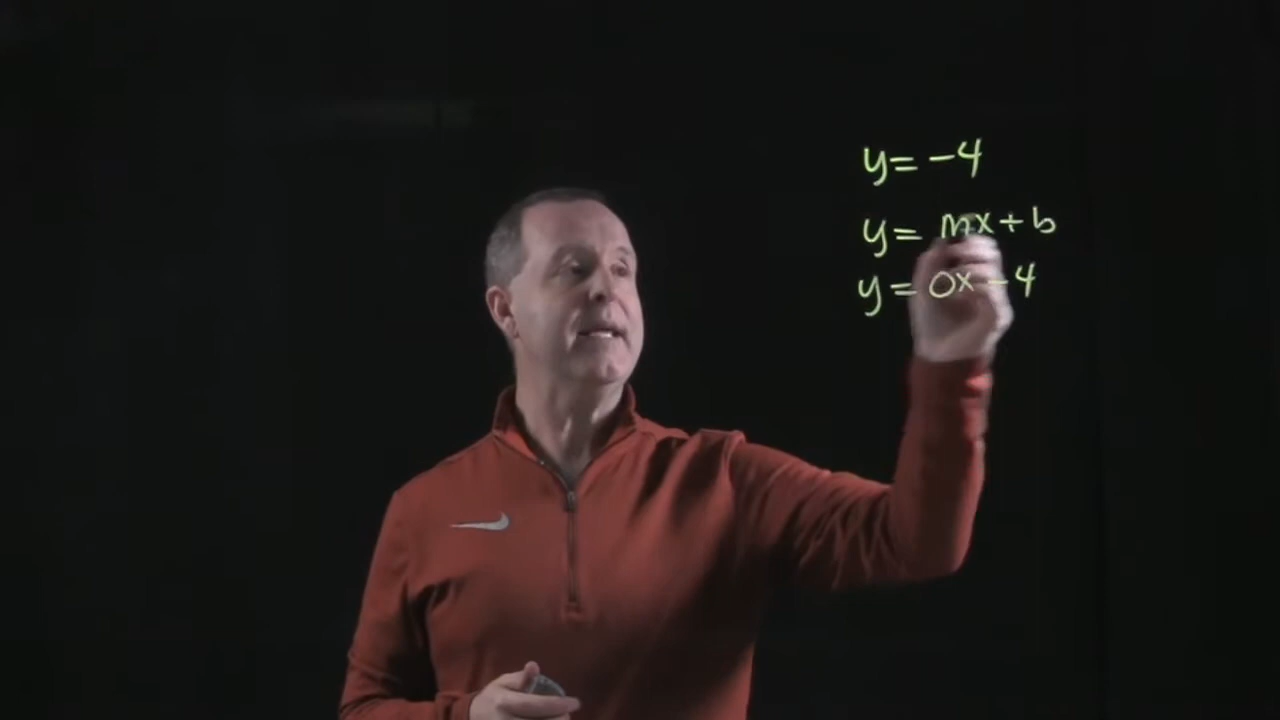 y = -4
y = mx + b
y = 0x - 4